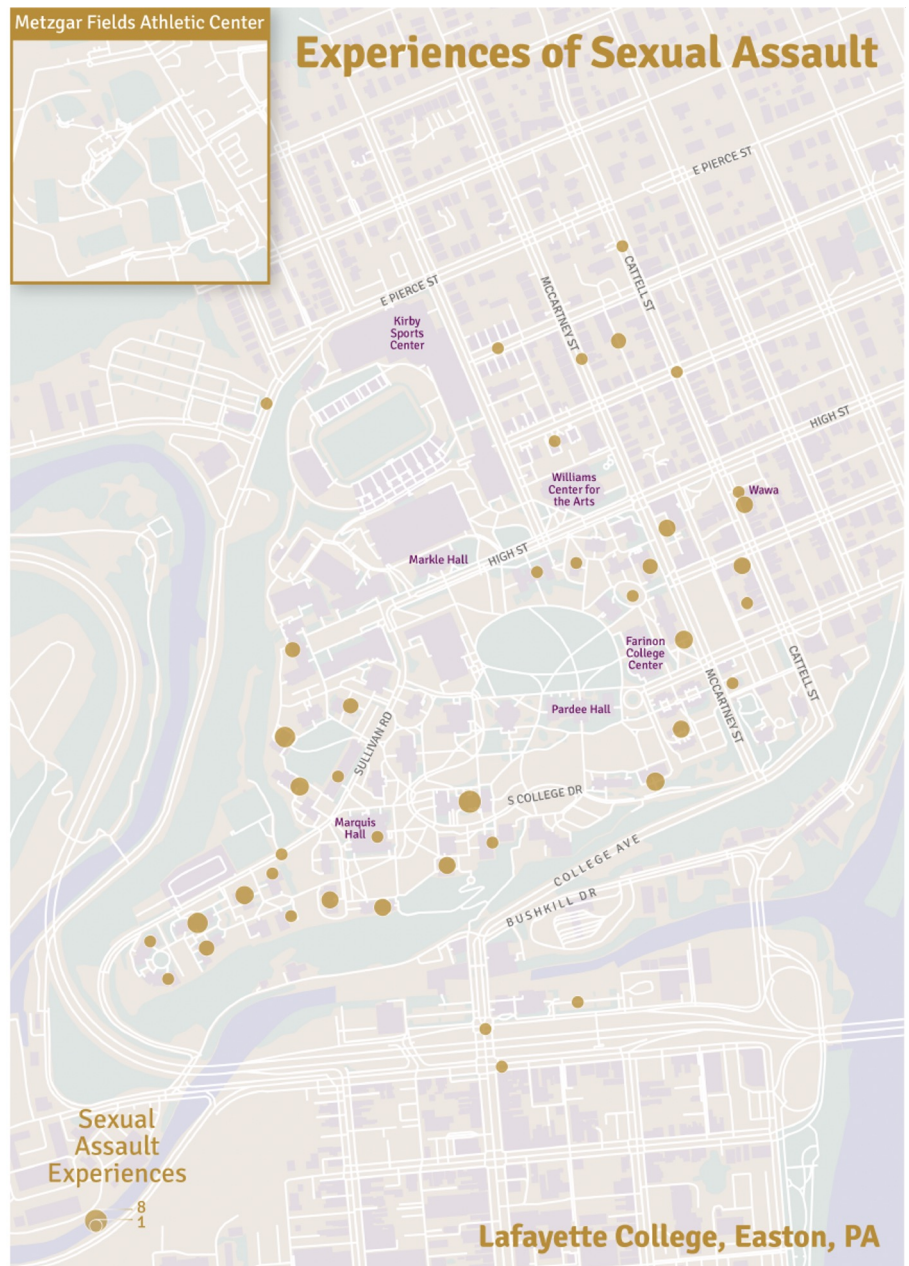 Metzgar Fields Athletic Center
Experiences of Sexual Assault
E PIERCE ST
CATTELL ST
MCCARTNEY ST
E PIERCE ST
Kirby
Sports
Center
HIGH ST
Williams
Center for
the Arts
Wawa
Markle Hall
HIGH ST
Farinon
College
Center
CATTELL ST
MCCARTNEY ST
Pardee Hall
SULLIVAN RD
S COLLEGE DR
Marquis
Hall
COLLEGE AVE
BUSHKILL DR
Sexual
Assault
Experiences
8
1
Lafayette College, Easton, PA